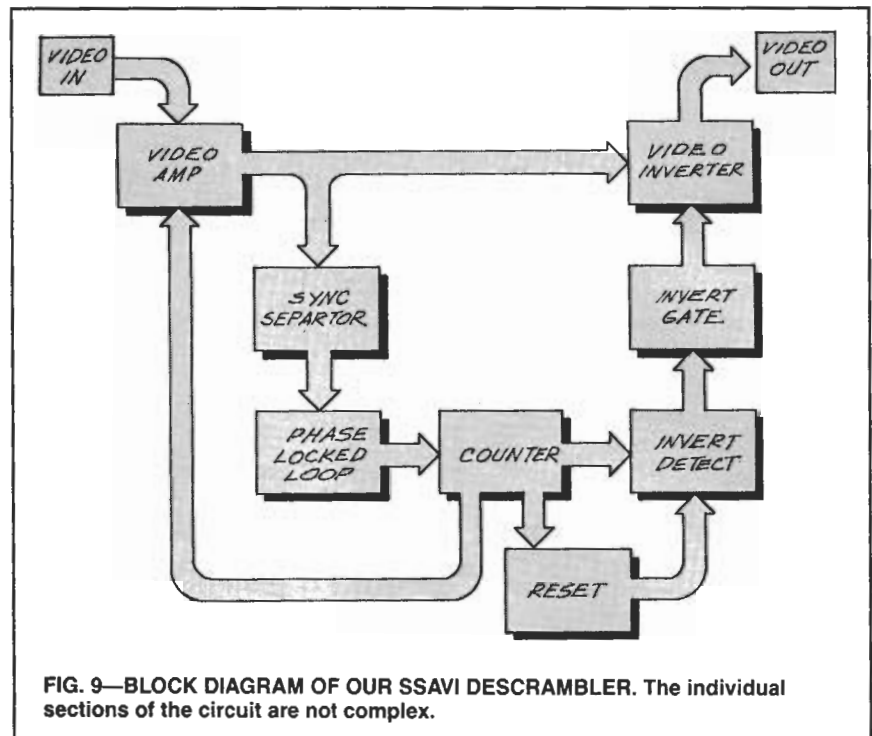 VIDEO
IN
VIDEO
OUT
VIDEO
AMP
VIDEO
INVERTER
SYNC
SEPARTOR
INVERT
GATE
PHASE
LOCKED
LOOP
COUNTER
INVERT
DETECT
RESET
FIG. 9—BLOCK DIAGRAM OF OUR SSAVI DESCRAMBLER. The individual
sections of the circuit are not complex.